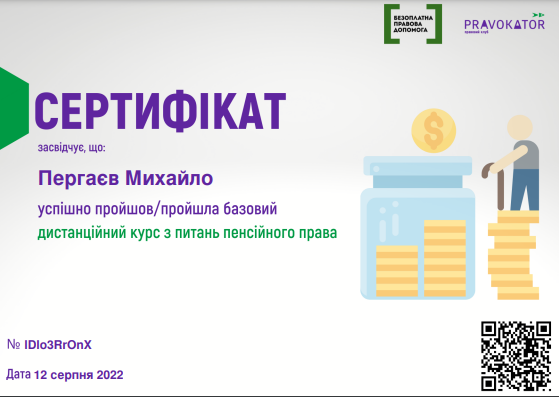 БЕЗОПЛАТНА
ПРАВОВА
ДОПОМОГА
PRAVOKATOR
правовий клуб
СЕРТИФІКАТ
засвідчує, що:
Пергаєв Михайло
успішно пройшов/пройшла базовий
дистанційний курс з питань пенсійного права
№ IDIo3RrOnX
Дата 12 серпня 2022